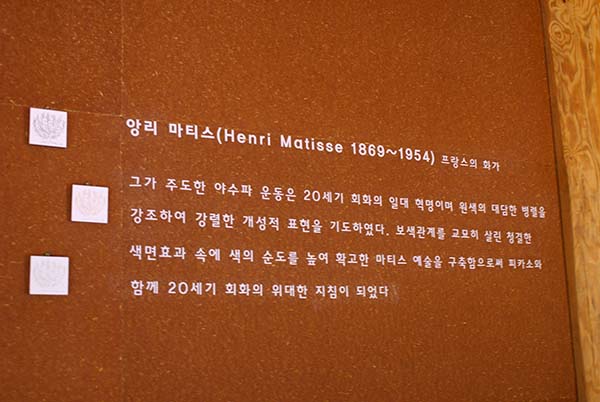 앙리 마티스(Henri Matisse 1869~1954) 프랑스의 화가
그가 주도한 야수파 운동은 20세기 회화의 일대 혁명이며 원색의 대담한 병렬을
강조하여 강렬한 개성적 표현을 기도하였다. 보색관계를 교묘히 살린 청결한
색면효과 속에 색의 순도를 높여 확고한 마티스 예술을 구축함으로써 피카소와
함께 20세기 회화의 위대한 지침이 되었다